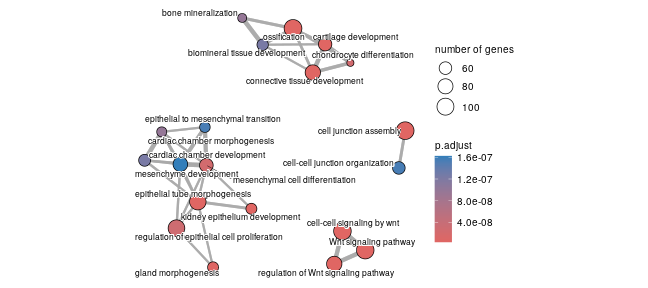 bone mineralization
ossification
cartilage development
biomineral tissue development
chondrocyte differentiation
connective tissue development
epithelial to mesenchymal transition
cardiac chamber morphogenesis
cardiac chamber development
mesenchyme development
mesenchymal cell differentiation
epithelial tube morphogenesis
kidney epithelium development
regulation of epithelial cell proliferation
gland morphogenesis
cell junction assembly
cell-cell junction organization
cell-cell signaling by wnt
Wnt signaling pathway
regulation of Wnt signaling pathway
number of genes
60
80
100
p.adjust
1.6e-07
1.2e-07
8.0e-08
4.0e-08